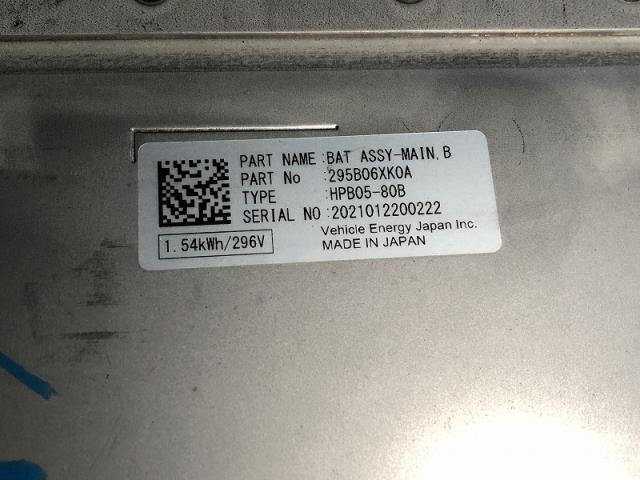 PART NAME :BAT ASSY-MAIN,B
PART No :295B06XK0A
TYPE :HPB05-80B
SERIAL NO :2021012200222
1.54kWh/296V
Vehicle Energy Japan Inc.
MADE IN JAPAN